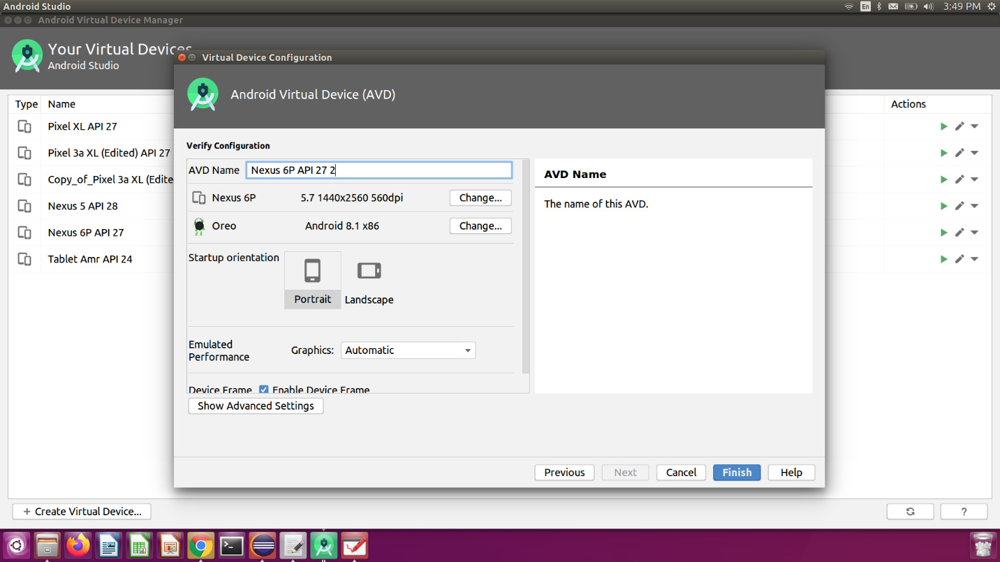 Android Studio
En
3:49 PM
Android Virtual Device Manager
Your Virtual Devices
Android Studio
Type
Name
Actions
Pixel XL API 27
Pixel 3a XL (Edited) API 27
Copy_of_Pixel 3a XL (Edite
Nexus 5 API 28
Nexus 6P API 27
Tablet Amr API 24
Virtual Device Configuration
Android Virtual Device (AVD)
Verify Configuration
AVD Name
Nexus 6P API 27 2
Nexus 6P
5.7 1440x2560 560dpi
Change...
Oreo
Android 8.1 x86
Change...
Startup orientation
Portrait
Landscape
Emulated
Performance
Graphics:
Automatic
Device Frame
Enable Device Frame
Show Advanced Settings
AVD Name
The name of this AVD.
Previous
Next
Cancel
Finish
Help
+ Create Virtual Device...
?